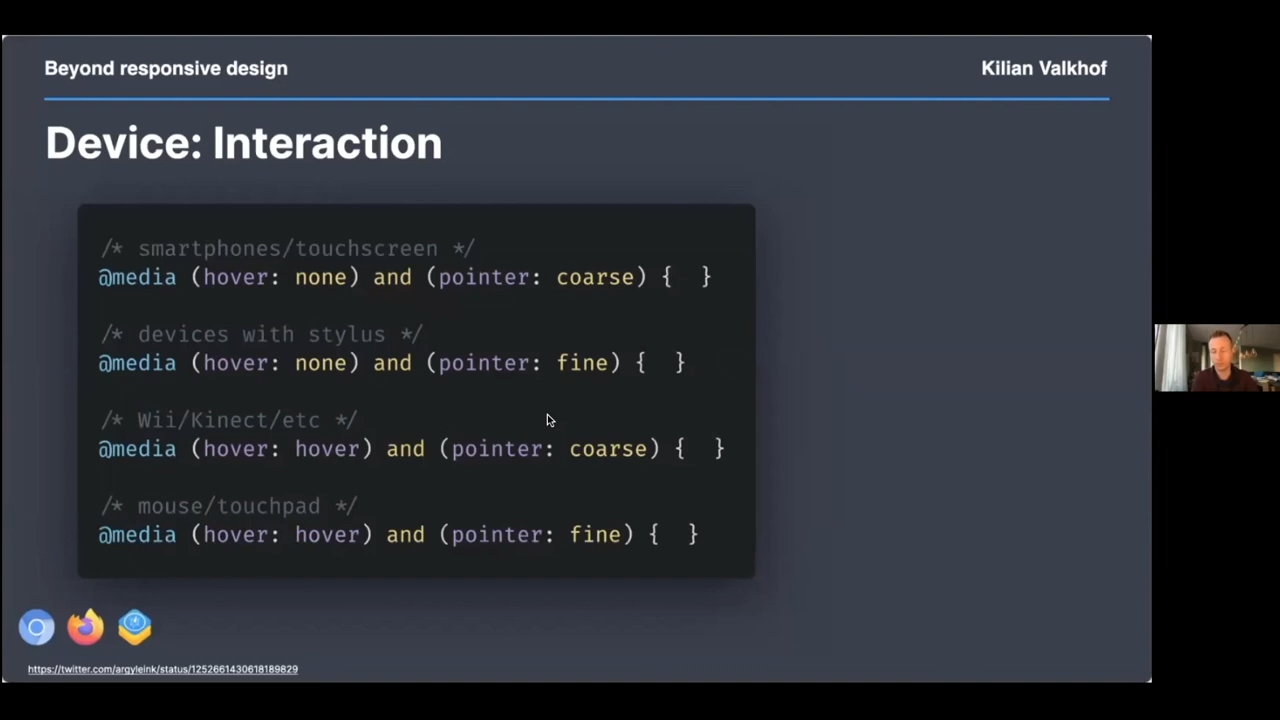 Beyond responsive design
Kilian Valkhof
Device: Interaction
/* smartphones/touchscreen */
@media (hover: none) and (pointer: coarse) {  }
/* devices with stylus */
@media (hover: none) and (pointer: fine) {  }
/* Wii/Kinect/etc */
@media (hover: hover) and (pointer: coarse) {  }
/* mouse/touchpad */
@media (hover: hover) and (pointer: fine) {  }
https://twitter.com/argyleink/status/1252661430618189829